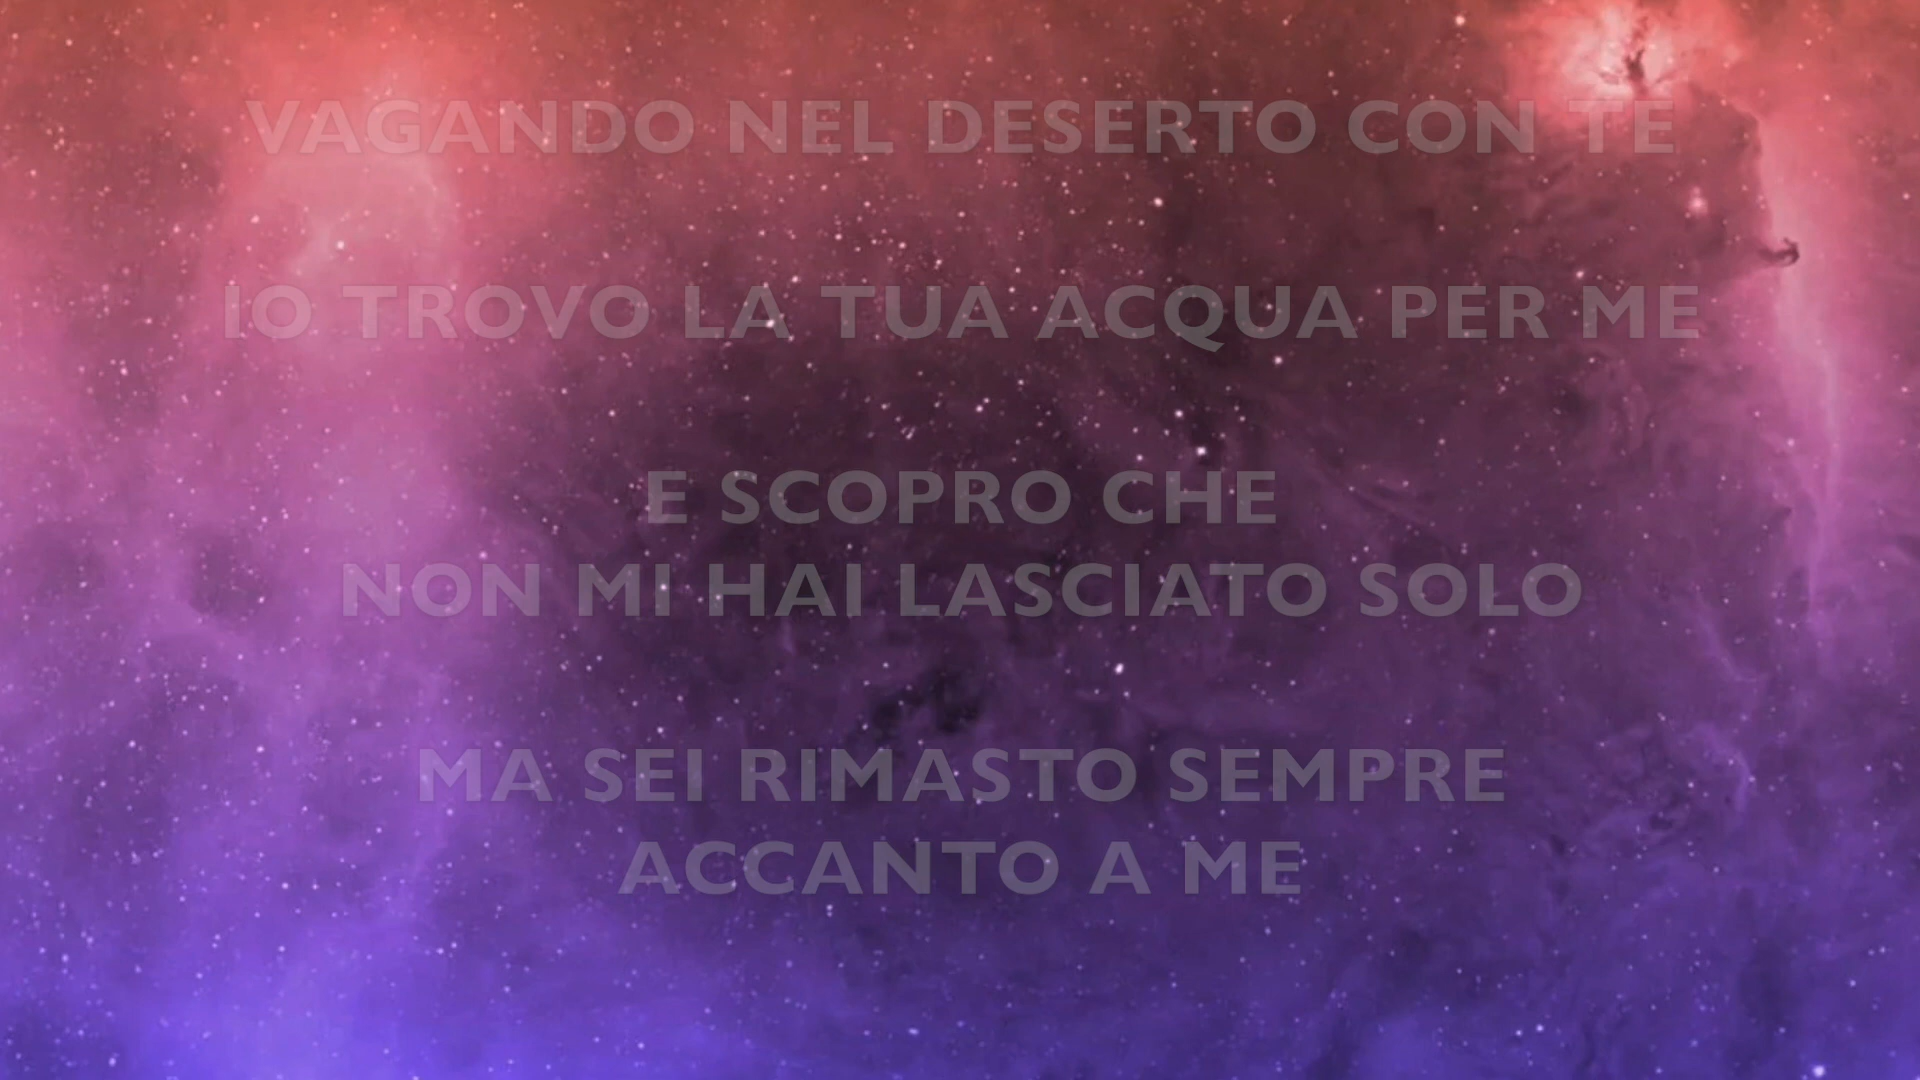 VAGANDO NEL DESERTO CON TE
IO TROVO LA TUA ACQUA PER ME
E SCOPRO CHE
NON MI HAI LASCIATO SOLO
MA SEI RIMASTO SEMPRE
ACCANTO A ME